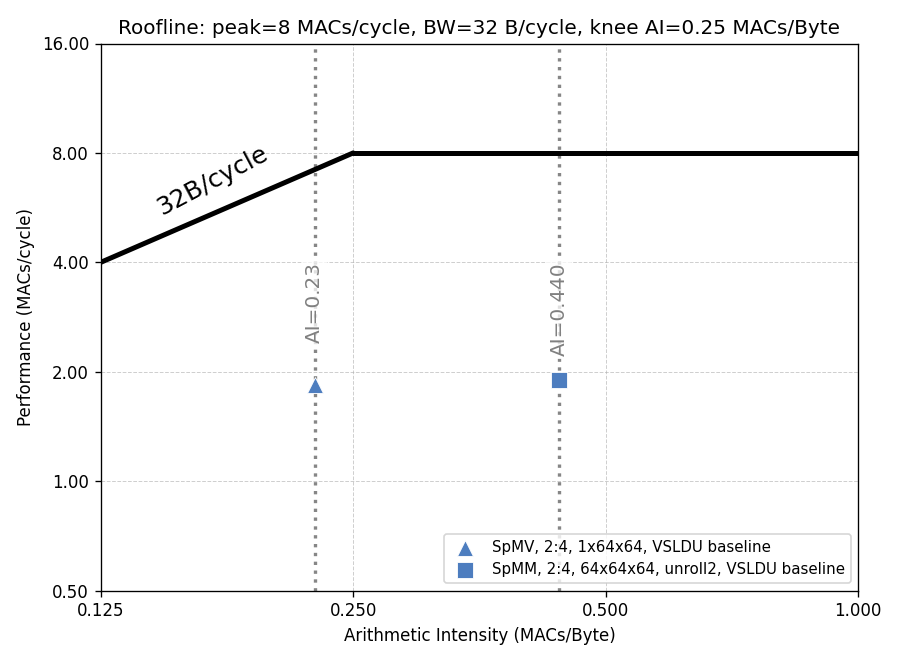 Roofline: peak=8 MACs/cycle, BW=32 B/cycle, knee AI=0.25 MACs/Byte
16.00
8.00
4.00
2.00
1.00
0.50
Performance (MACs/cycle)
32B/cycle
AI=0.23
AI=0.440
SpMV, 2:4, 1x64x64, VSLDU baseline
SpMM, 2:4, 64x64x64, unroll2, VSLDU baseline
0.125
0.250
0.500
1.000
Arithmetic Intensity (MACs/Byte)